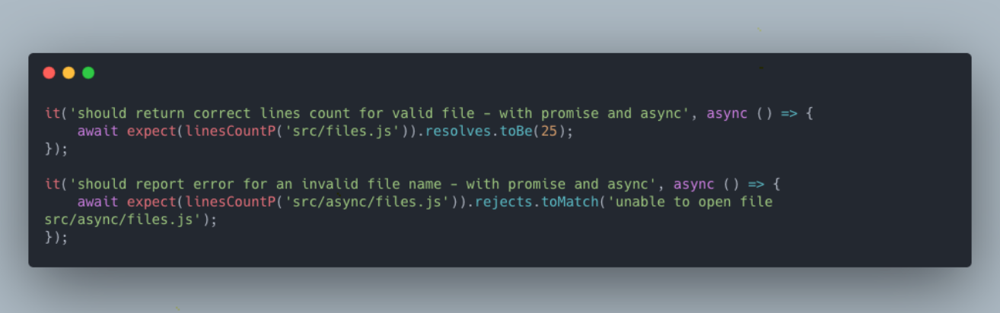 it('should return correct lines count for valid file - with promise and async', async () => {
    await expect(linesCountP('src/files.js')).resolves.toBe(25);
});

it('should report error for an invalid file name - with promise and async', async () => {
    await expect(linesCountP('src/async/files.js')).rejects.toMatch('unable to open file
src/async/files.js');
});